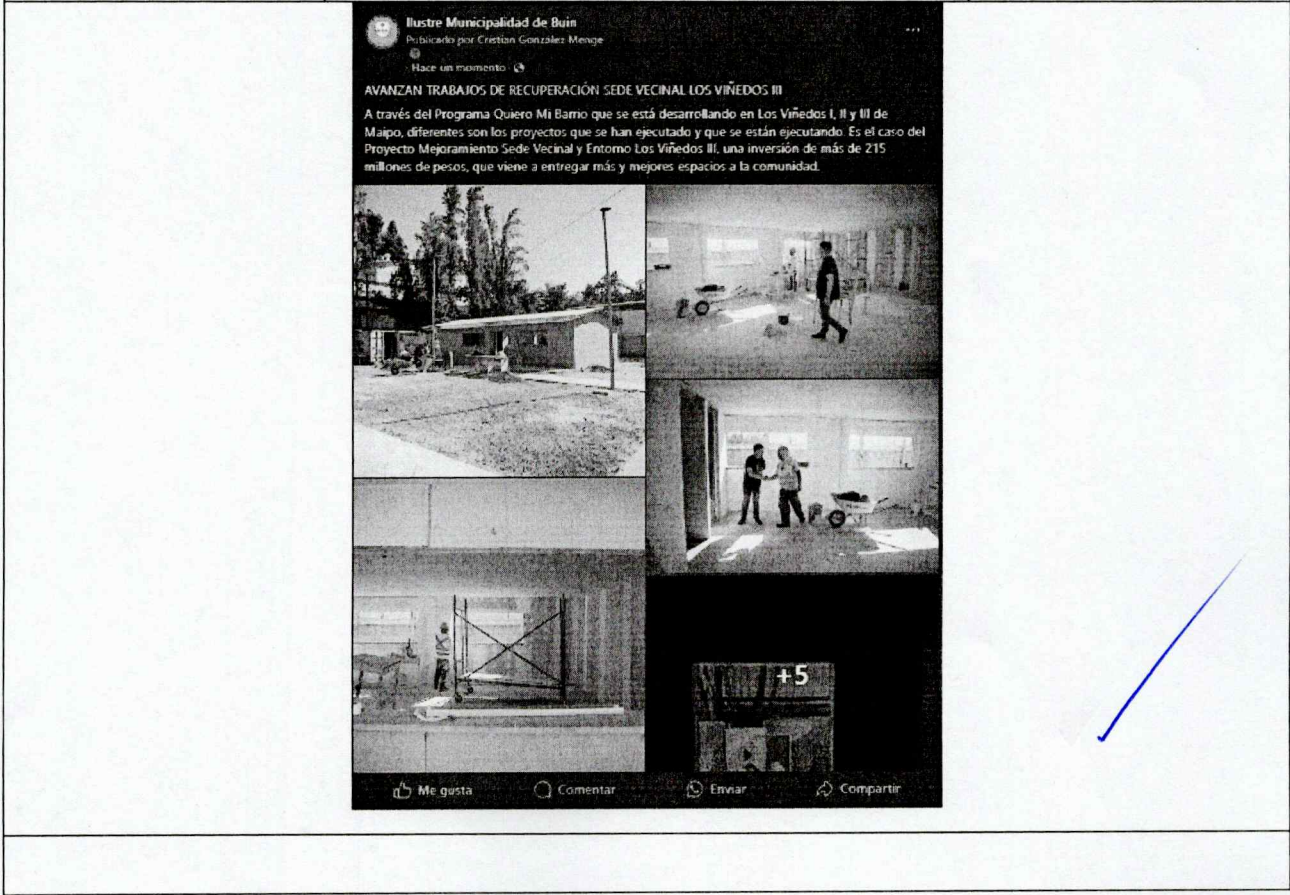 Ilustre Municipalidad de Buin
Publicado por Cristian González Menge
Hace un momento
AVANZAN TRABAJOS DE RECUPERACIÓN SEDE VECINAL LOS VIÑEDOS III
A través del Programa Quiero Mi Barrio que se está desarrollando en Los Viñedos I, II y III de
Maipo, diferentes son los proyectos que se han ejecutado y que se están ejecutando. Es el caso del
Proyecto Mejoramiento Sede Vecinal y Entorno Los Viñedos III, una inversión de más de 215
millones de pesos, que viene a entregar más y mejores espacios a la comunidad.
+5
Me gusta
Comentar
Enviar
Compartir